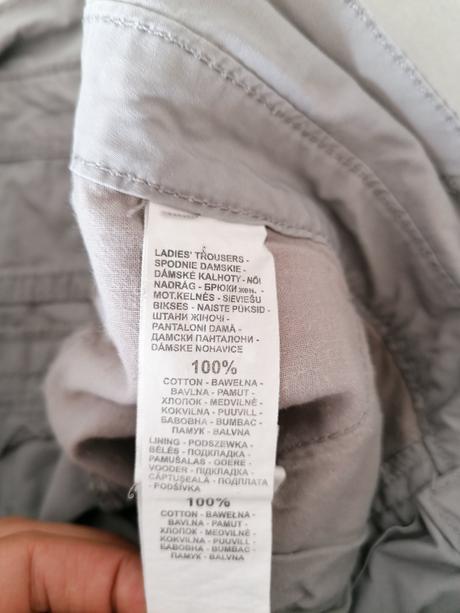 LADIES' TROUSERS -
SPODNIE DAMSKIE -
DÁMSKÉ KALHOTY - NŐI
NADRÁG - БРЮКИ ЖЕН. -
MOT.KELNĖS - SIEVIEŠU
BIKSES - NAISTE PÜKSID -
ШТАНИ ЖІНОЧІ -
PANTALONI DAMĂ -
ДАМСКИ ПАНТАЛОНИ -
DÁMSKE NOHAVICE
100%
COTTON - BAWEŁNA -
BAVLNA - PAMUT -
ХЛОПОК - MEDVILNĖ -
KOKVILNA - PUUVILL -
БАВОВНА - BUMBAC -
ПАМУК - BALVNA
LINING - PODSZEWKA -
BÉLÉS - ПОДКЛАДКА -
PAMUŠALAS - ODERE -
VOODER - ПІДКЛАДКА -
CĂPTUȘEALĂ - ПОДПЛАТА
- PODŠÍVKA
100%
COTTON - BAWEŁNA -
BAVLNA - PAMUT -
ХЛОПОК - MEDVILNĖ -
KOKVILNA - PUUVILL -
БАВОВНА - BUMBAC -
ПАМУК - BALVNA